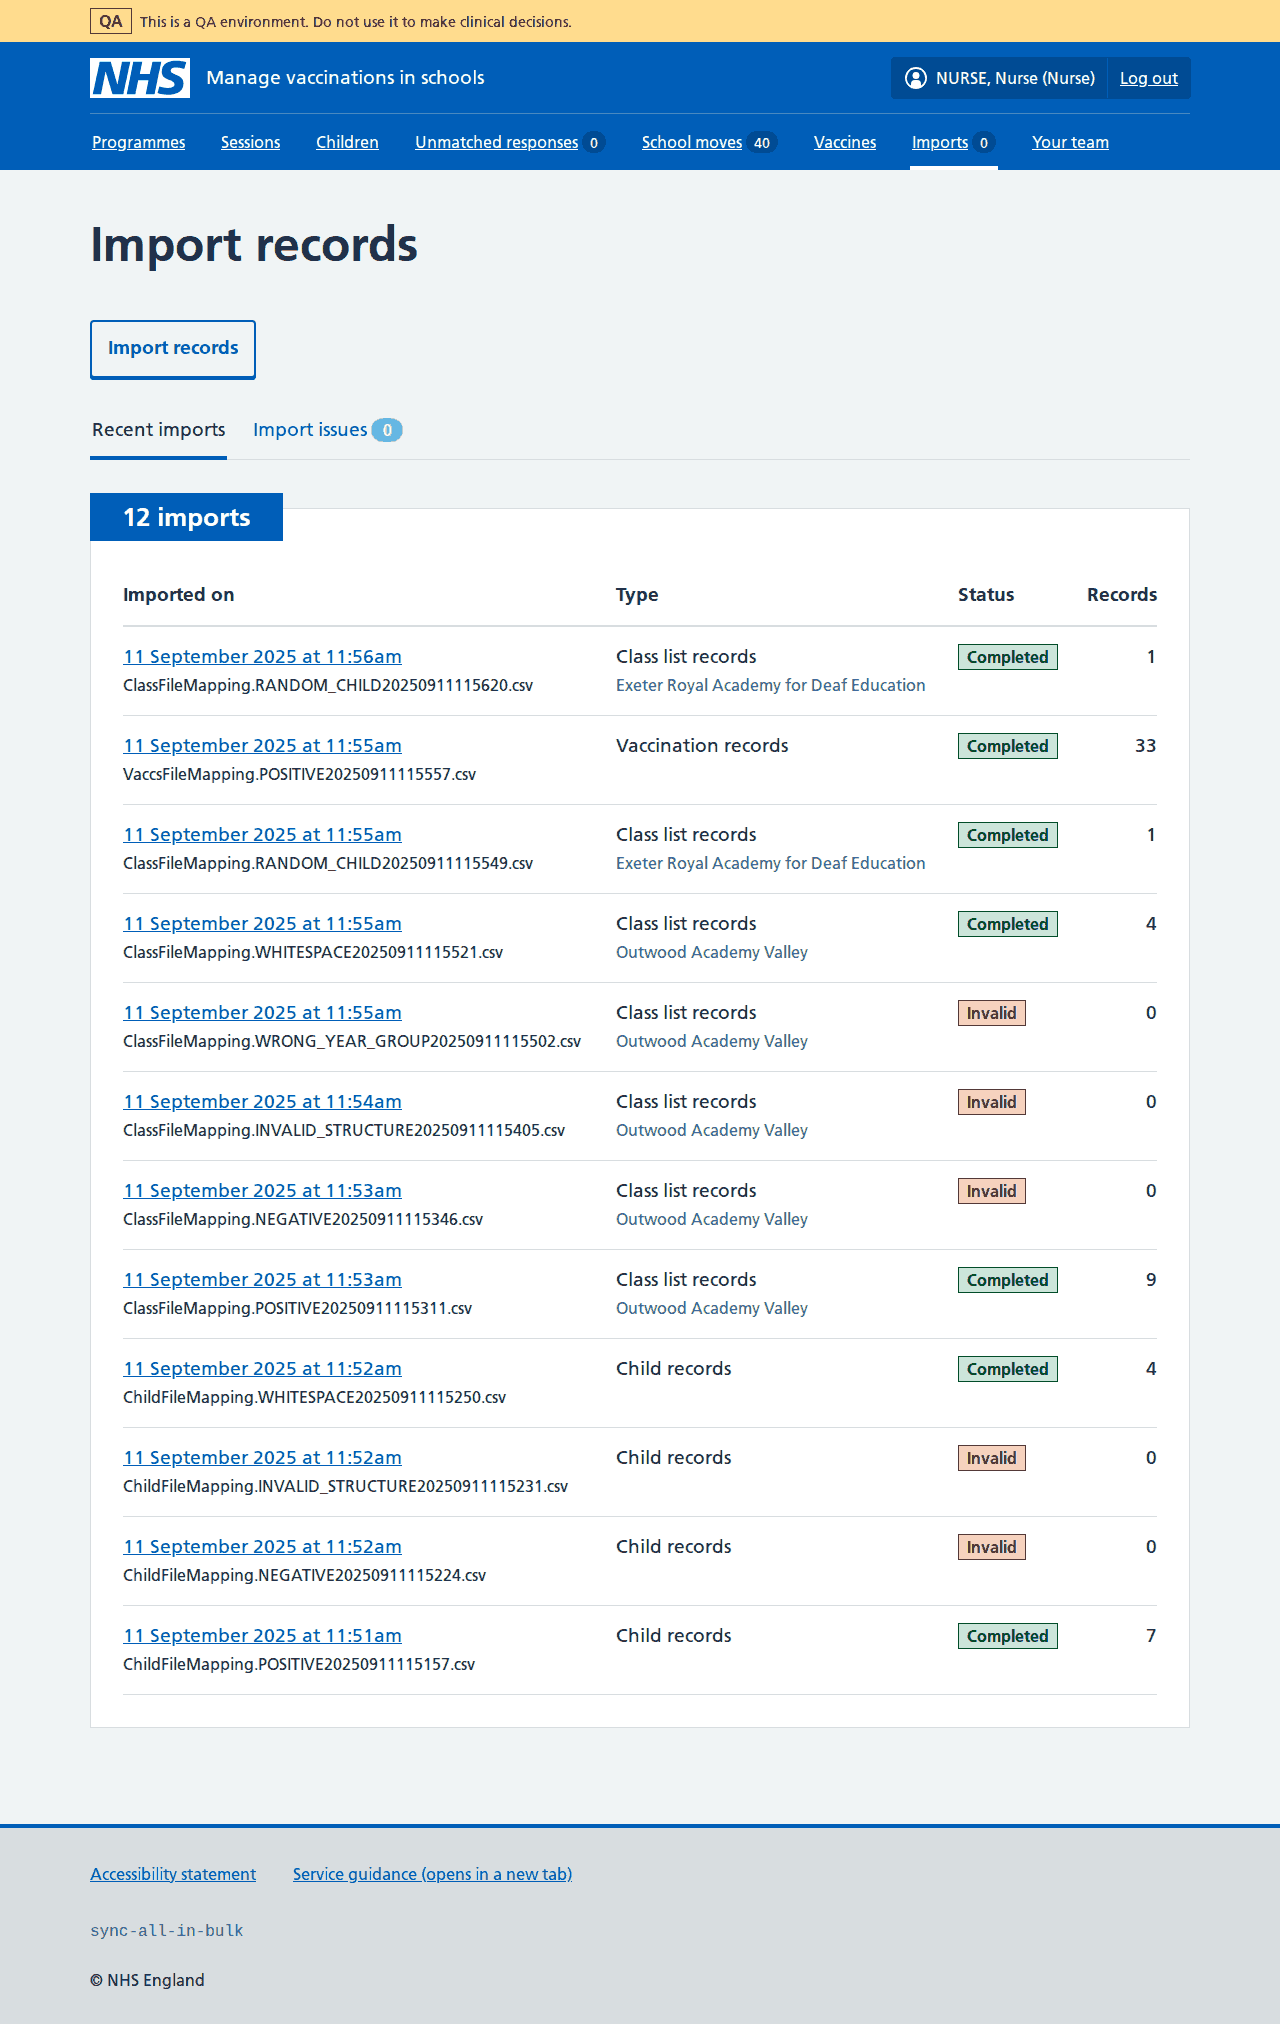 QA This is a QA environment. Do not use it to make clinical decisions.
NHS Manage vaccinations in schools NURSE, Nurse (Nurse) Log out
Programmes Sessions Children Unmatched responses 0 School moves 40 Vaccines Imports 0 Your team
Import records
Import records
Recent imports Import issues 0
12 imports
Imported on Type Status Records
11 September 2025 at 11:56am Class list records Completed 1
ClassFileMapping.RANDOM_CHILD20250911115620.csv Exeter Royal Academy for Deaf Education
11 September 2025 at 11:55am Vaccination records Completed 33
VaccsFileMapping.POSITIVE20250911115557.csv
11 September 2025 at 11:55am Class list records Completed 1
ClassFileMapping.RANDOM_CHILD20250911115549.csv Exeter Royal Academy for Deaf Education
11 September 2025 at 11:55am Class list records Completed 4
ClassFileMapping.WHITESPACE20250911115521.csv Outwood Academy Valley
11 September 2025 at 11:55am Class list records Invalid 0
ClassFileMapping.WRONG_YEAR_GROUP20250911115502.csv Outwood Academy Valley
11 September 2025 at 11:54am Class list records Invalid 0
ClassFileMapping.INVALID_STRUCTURE20250911115405.csv Outwood Academy Valley
11 September 2025 at 11:53am Class list records Invalid 0
ClassFileMapping.NEGATIVE20250911115346.csv Outwood Academy Valley
11 September 2025 at 11:53am Class list records Completed 9
ClassFileMapping.POSITIVE20250911115311.csv Outwood Academy Valley
11 September 2025 at 11:52am Child records Completed 4
ChildFileMapping.WHITESPACE20250911115250.csv
11 September 2025 at 11:52am Child records Invalid 0
ChildFileMapping.INVALID_STRUCTURE20250911115231.csv
11 September 2025 at 11:52am Child records Invalid 0
ChildFileMapping.NEGATIVE20250911115224.csv
11 September 2025 at 11:51am Child records Completed 7
ChildFileMapping.POSITIVE20250911115157.csv
Accessibility statement Service guidance (opens in a new tab)
sync-all-in-bulk
© NHS England